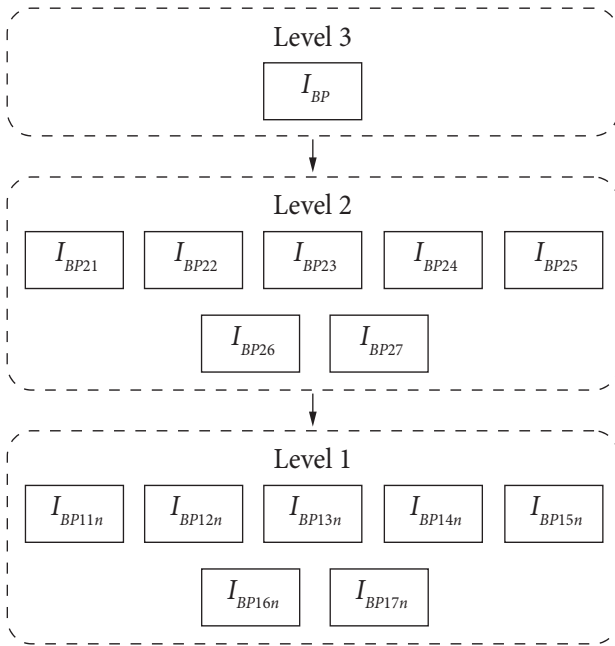 Level 3
I_BP
Level 2
I_BP21 I_BP22 I_BP23 I_BP24 I_BP25
I_BP26 I_BP27
Level 1
I_BP11n I_BP12n I_BP13n I_BP14n I_BP15n
I_BP16n I_BP17n